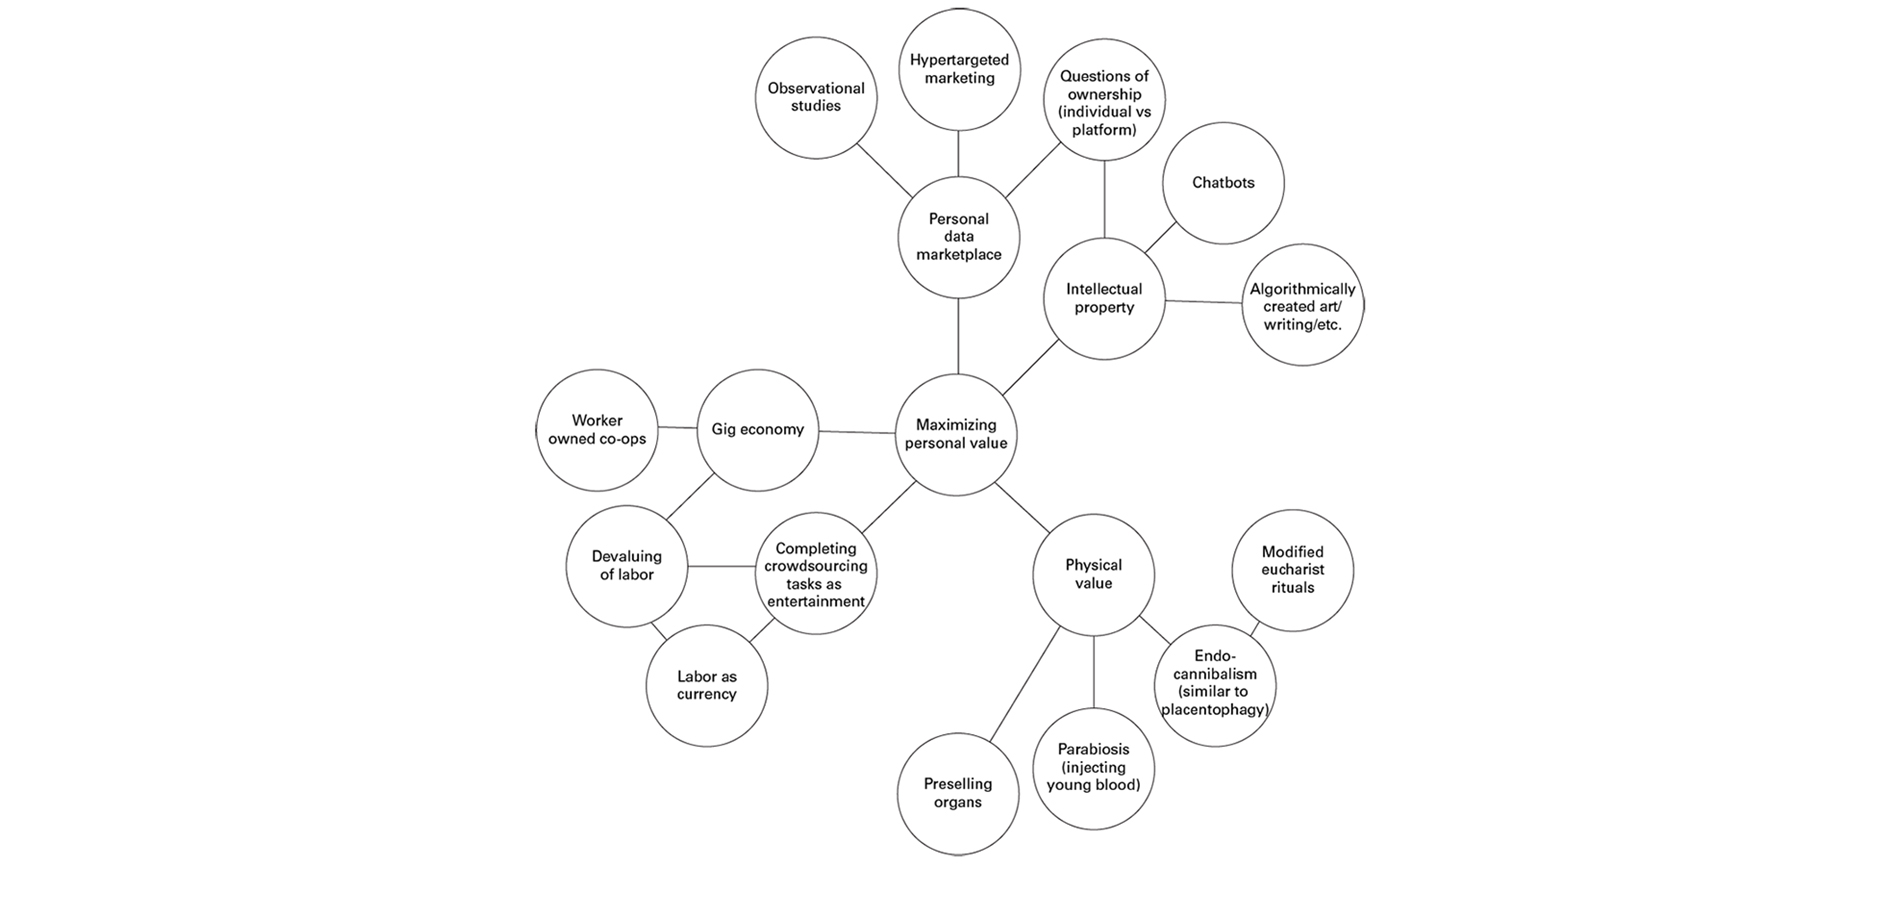 Hypertargeted
marketing
Observational
studies
Questions of
ownership
(individual vs
platform)
Chatbots
Personal
data
marketplace
Intellectual
property
Algorithmically
created art/
writing/etc.
Worker
owned co-ops
Gig economy
Maximizing
personal value
Devaluing
of labor
Completing
crowdsourcing
tasks as
entertainment
Physical
value
Modified
eucharist
rituals
Labor as
currency
Endo-
cannibalism
(similar to
placentophagy)
Preselling
organs
Parabiosis
(injecting
young blood)